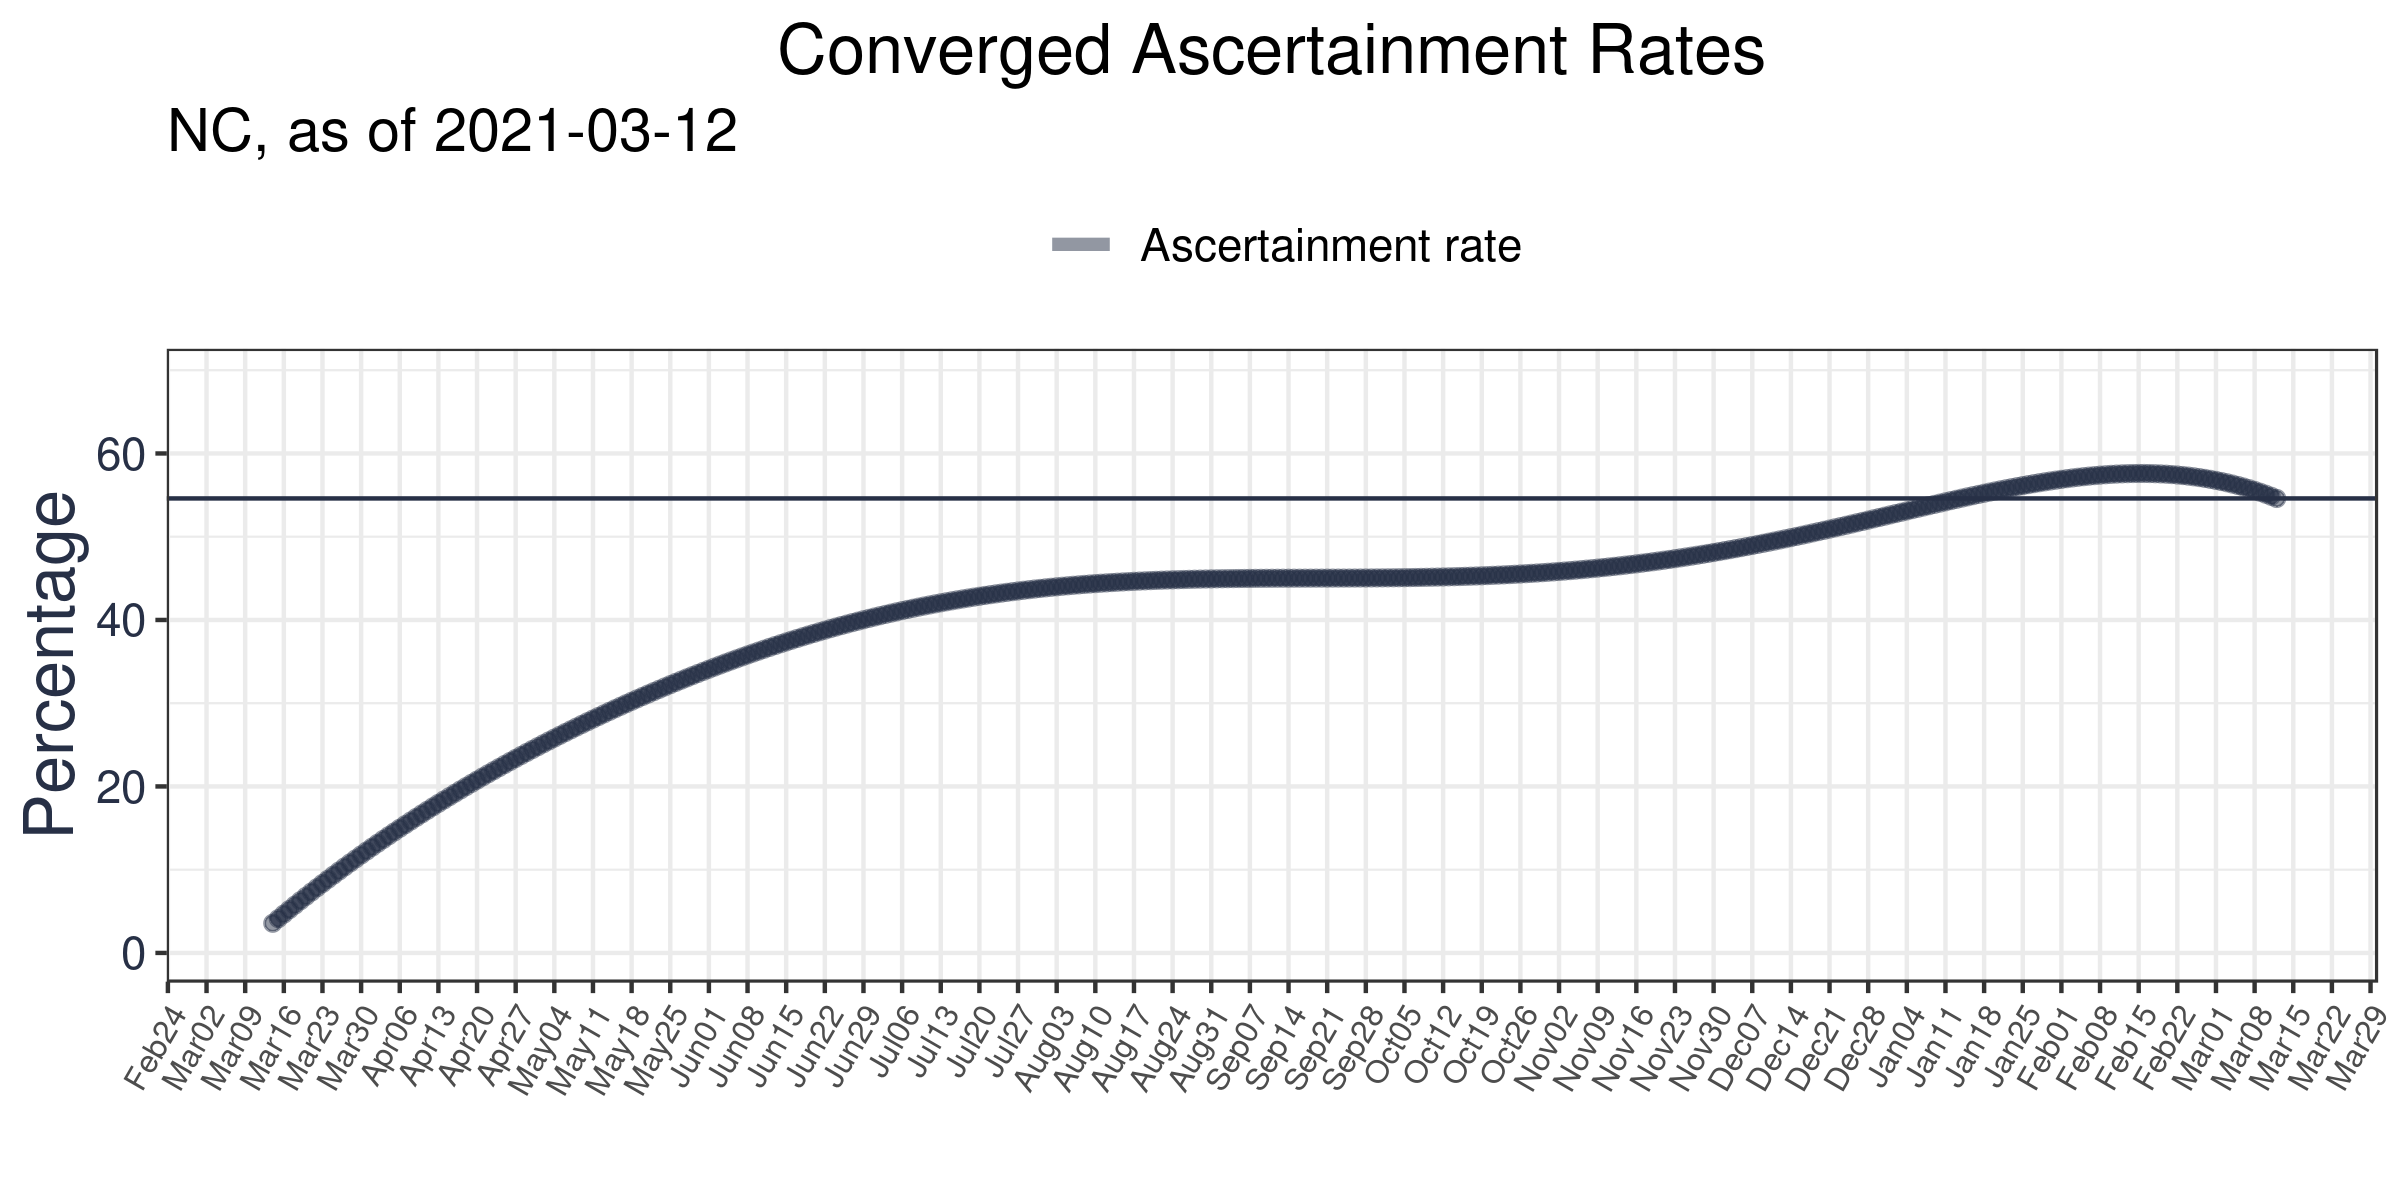 Converged Ascertainment Rates
NC, as of 2021-03-12
Ascertainment rate
Percentage
60
40
20
0
Feb24 Mar02 Mar09 Mar16 Mar23 Mar30 Apr06 Apr13 Apr20 Apr27 May04 May11 May18 May25 Jun01 Jun08 Jun15 Jun22 Jun29 Jul06 Jul13 Jul20 Jul27 Aug03 Aug10 Aug17 Aug24 Aug31 Sep07 Sep14 Sep21 Sep28 Oct05 Oct12 Oct19 Oct26 Nov02 Nov09 Nov16 Nov23 Nov30 Dec07 Dec14 Dec21 Dec28 Jan04 Jan11 Jan18 Jan25 Feb01 Feb08 Feb15 Feb22 Mar01 Mar08 Mar15 Mar22 Mar29